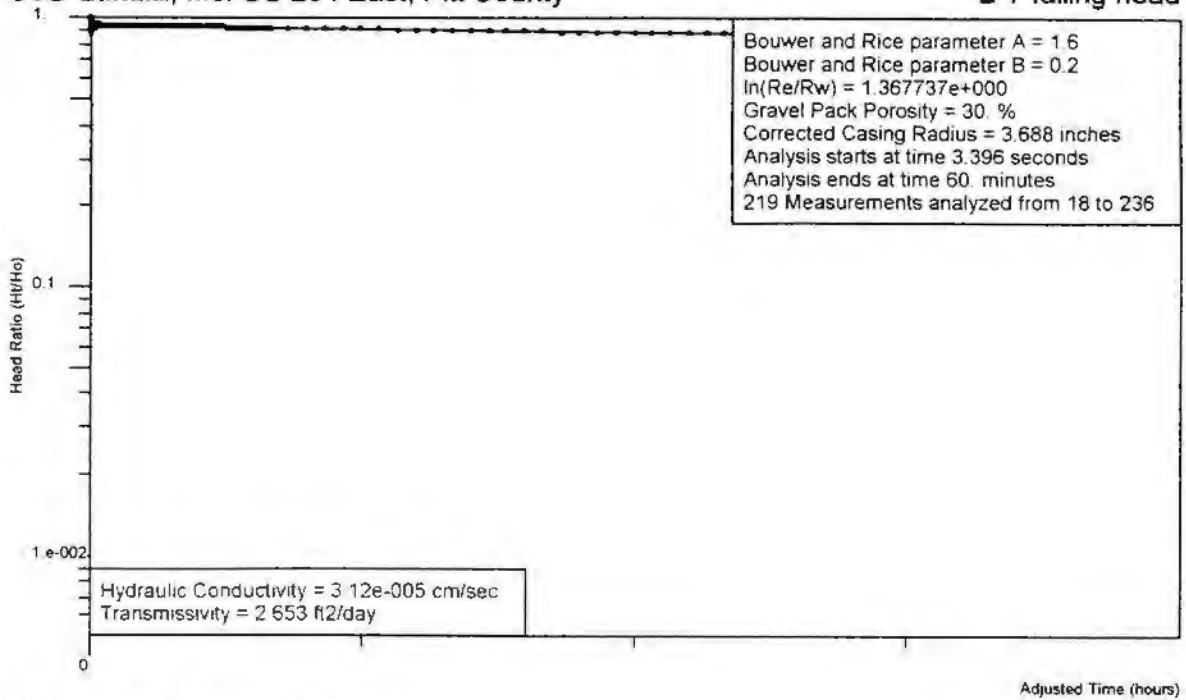 East,
falling head
1.
Bouwer and Rice parameter A = 1.6
Bouwer and Rice parameter B = 0.2
ln(Re/Rw) = 1.367737e+000
Gravel Pack Porosity = 30. %
Corrected Casing Radius = 3.688 inches
Analysis starts at time 3.396 seconds
Analysis ends at time 60. minutes
219 Measurements analyzed from 18 to 236
Head Ratio (Ht/Ho)
0.1
1.e-002
Hydraulic Conductivity = 3 12e-005 cm/sec
Transmissivity = 2 653 ft2/day
0
Adjusted Time (hours)